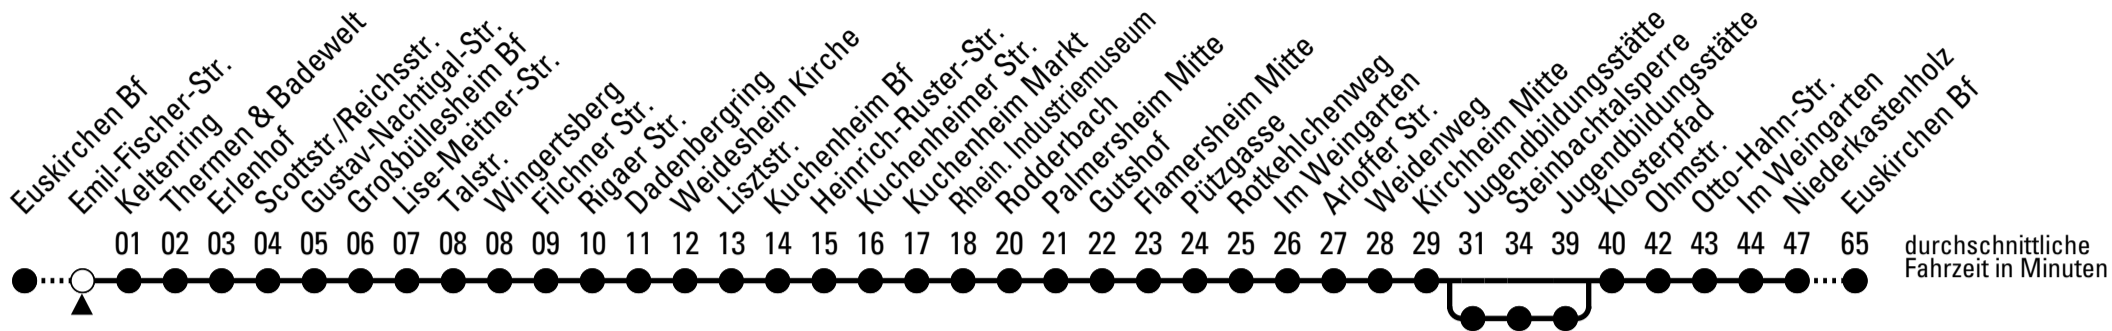 Euskirchen Bf
Emil-Fischer-Str.
Keltenring
Thermen & Badewelt
Erlenhof
Scottstr./Reichsstr.
Gustav-Nachtigal-Str.
Großbüllesheim Bf
Lise-Meitner-Str.
Talstr.
Wingertsberg
Filchner Str.
Rigaer Str.
Dadenbergring
Weidesheim Kirche
Lisztstr.
Kuchenheim Bf
Heinrich-Ruster-Str.
Kuchenheimer Str.
Kuchenheim Markt
Rhein. Industriemuseum
Rodderbach
Palmersheim Mitte
Gutshof
Flamersheim Mitte
Pützgasse
Rotkehlchenweg
Im Weingarten
Arloffer Str.
Weidenweg
Kirchheim Mitte
Jugendbildungsstätte
Steinbachtalsperre
Jugendbildungsstätte
Klosterpfad
Ohmstr.
Otto-Hahn-Str.
Im Weingarten
Niederkastenholz
Euskirchen Bf
01 02 03 04 05 06 07 08 08 09 10 11 12 13 14 15 16 17 18 20 21 22 23 24 25 26 27 28 29 31 34 39 40 42 43 44 47 65
durchschnittliche
Fahrzeit in Minuten